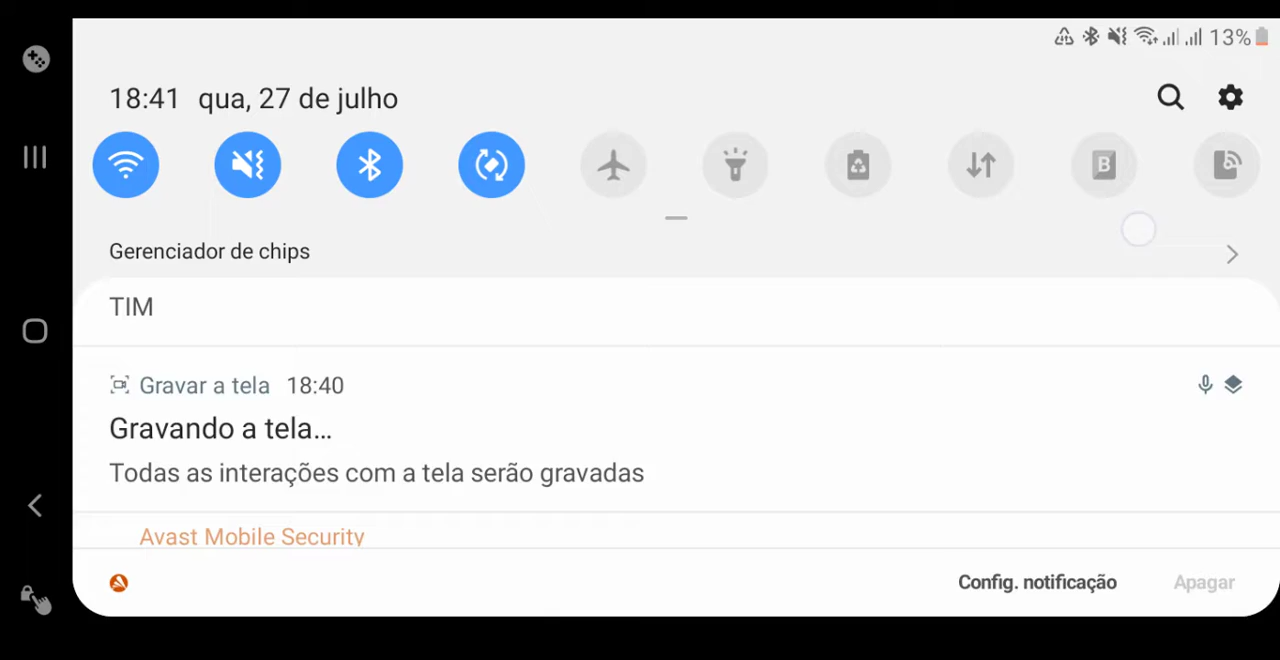 13%
18:41 qua, 27 de julho
B
Gerenciador de chips
TIM
Gravar a tela 18:40
Gravando a tela...
Todas as interações com a tela serão gravadas
Avast Mobile Security
Config. notificação Apagar